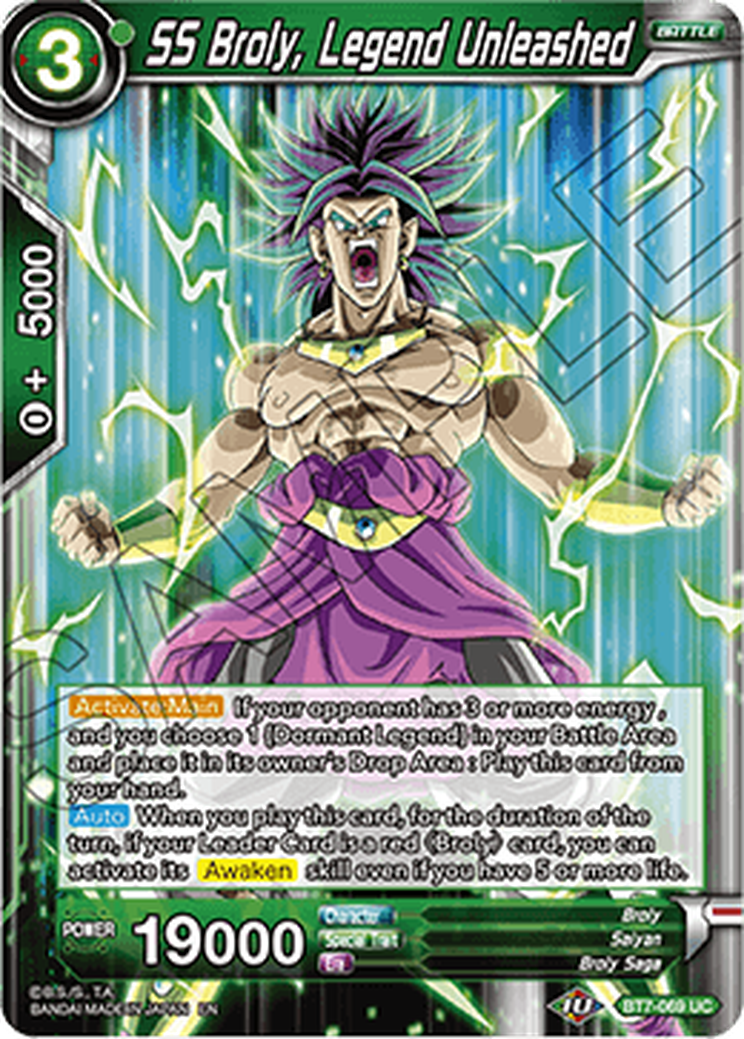 3
SS Broly, Legend Unleashed
BATTLE
0 + 5000
SAMPLE
Activate:Main If your opponent has 3 or more energy,
and you choose 1 {Dormant Legend} in your Battle Area
and place it in its owner's Drop Area : Play this card from
your hand.
Auto When you play this card, for the duration of the
turn, if your Leader Card is a red 《Broly》 card, you can
activate its Awaken skill even if you have 5 or more life.
POWER 19000
Character Broly
Special Trait Saiyan
Era Broly Saga
©B.S./S., T.A.
BANDAI MADE IN JAPAN EN
IU BT7-069 UC